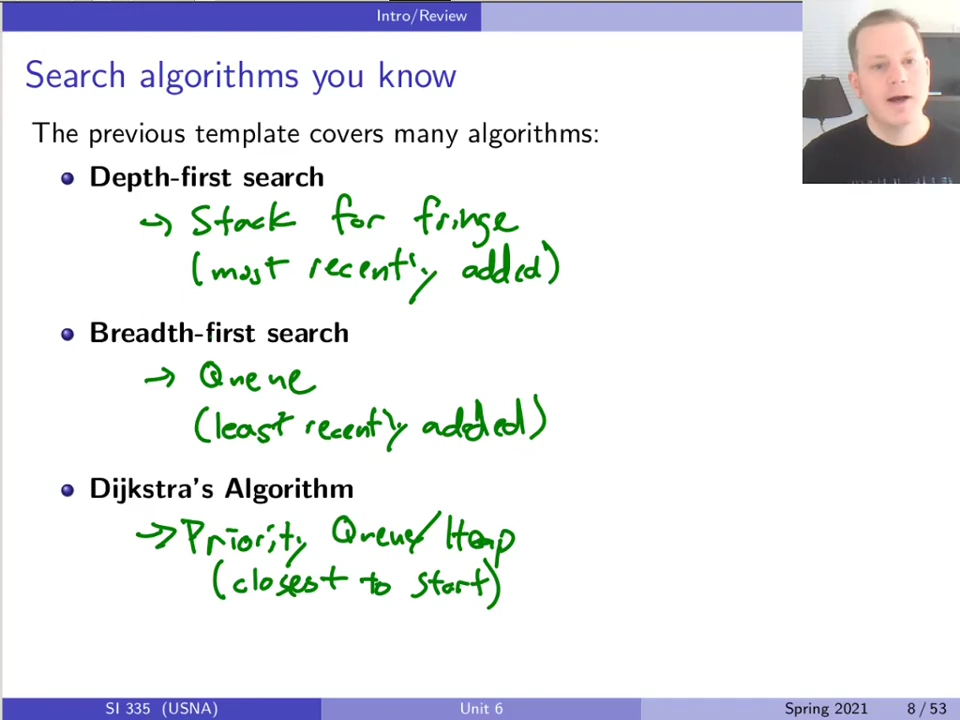 Intro/Review
Search algorithms you know
The previous template covers many algorithms:
Depth-first search
→ Stack for fringe
(most recently added)
Breadth-first search
→ Queue
(least recently added)
Dijkstra's Algorithm
→ Priority Queue/Heap
(closest to start)
SI 335 (USNA) Unit 6 Spring 2021 8 / 53